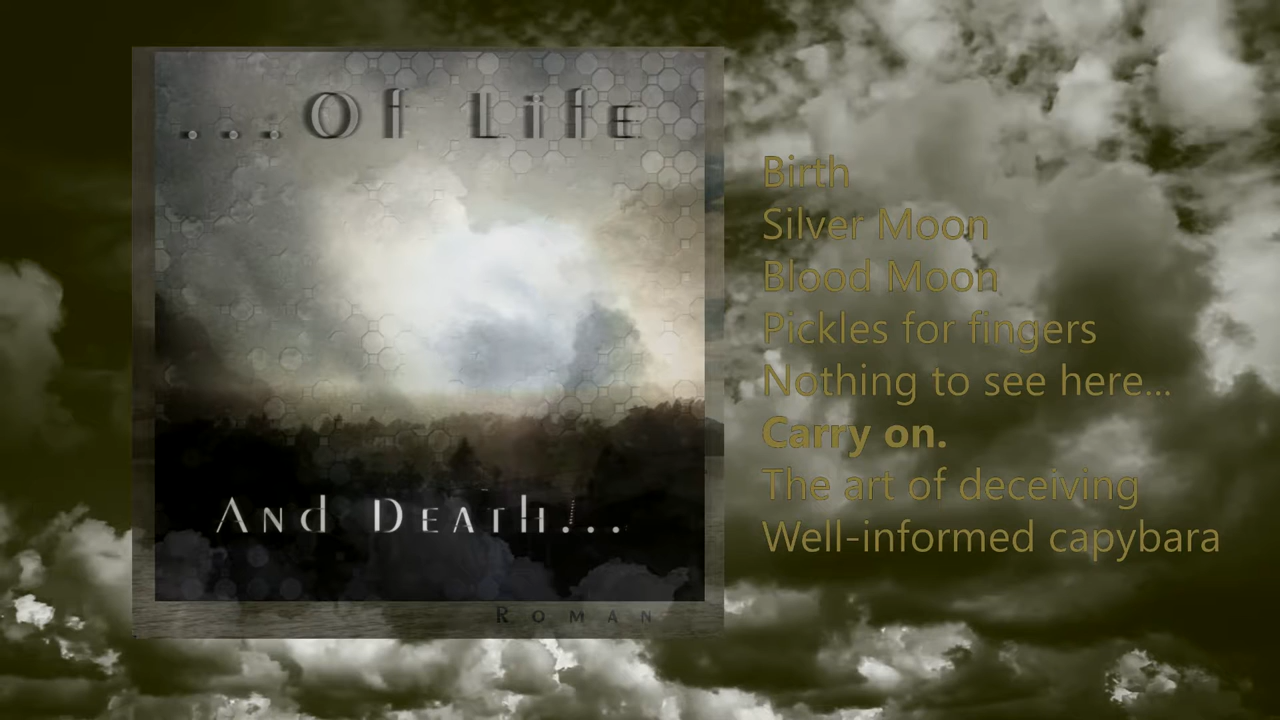 ...Of Life
And Death...
Roman
Birth
Silver Moon
Blood Moon
Pickles for fingers
Nothing to see here...
Carry on.
The art of deceiving
Well-informed capybara